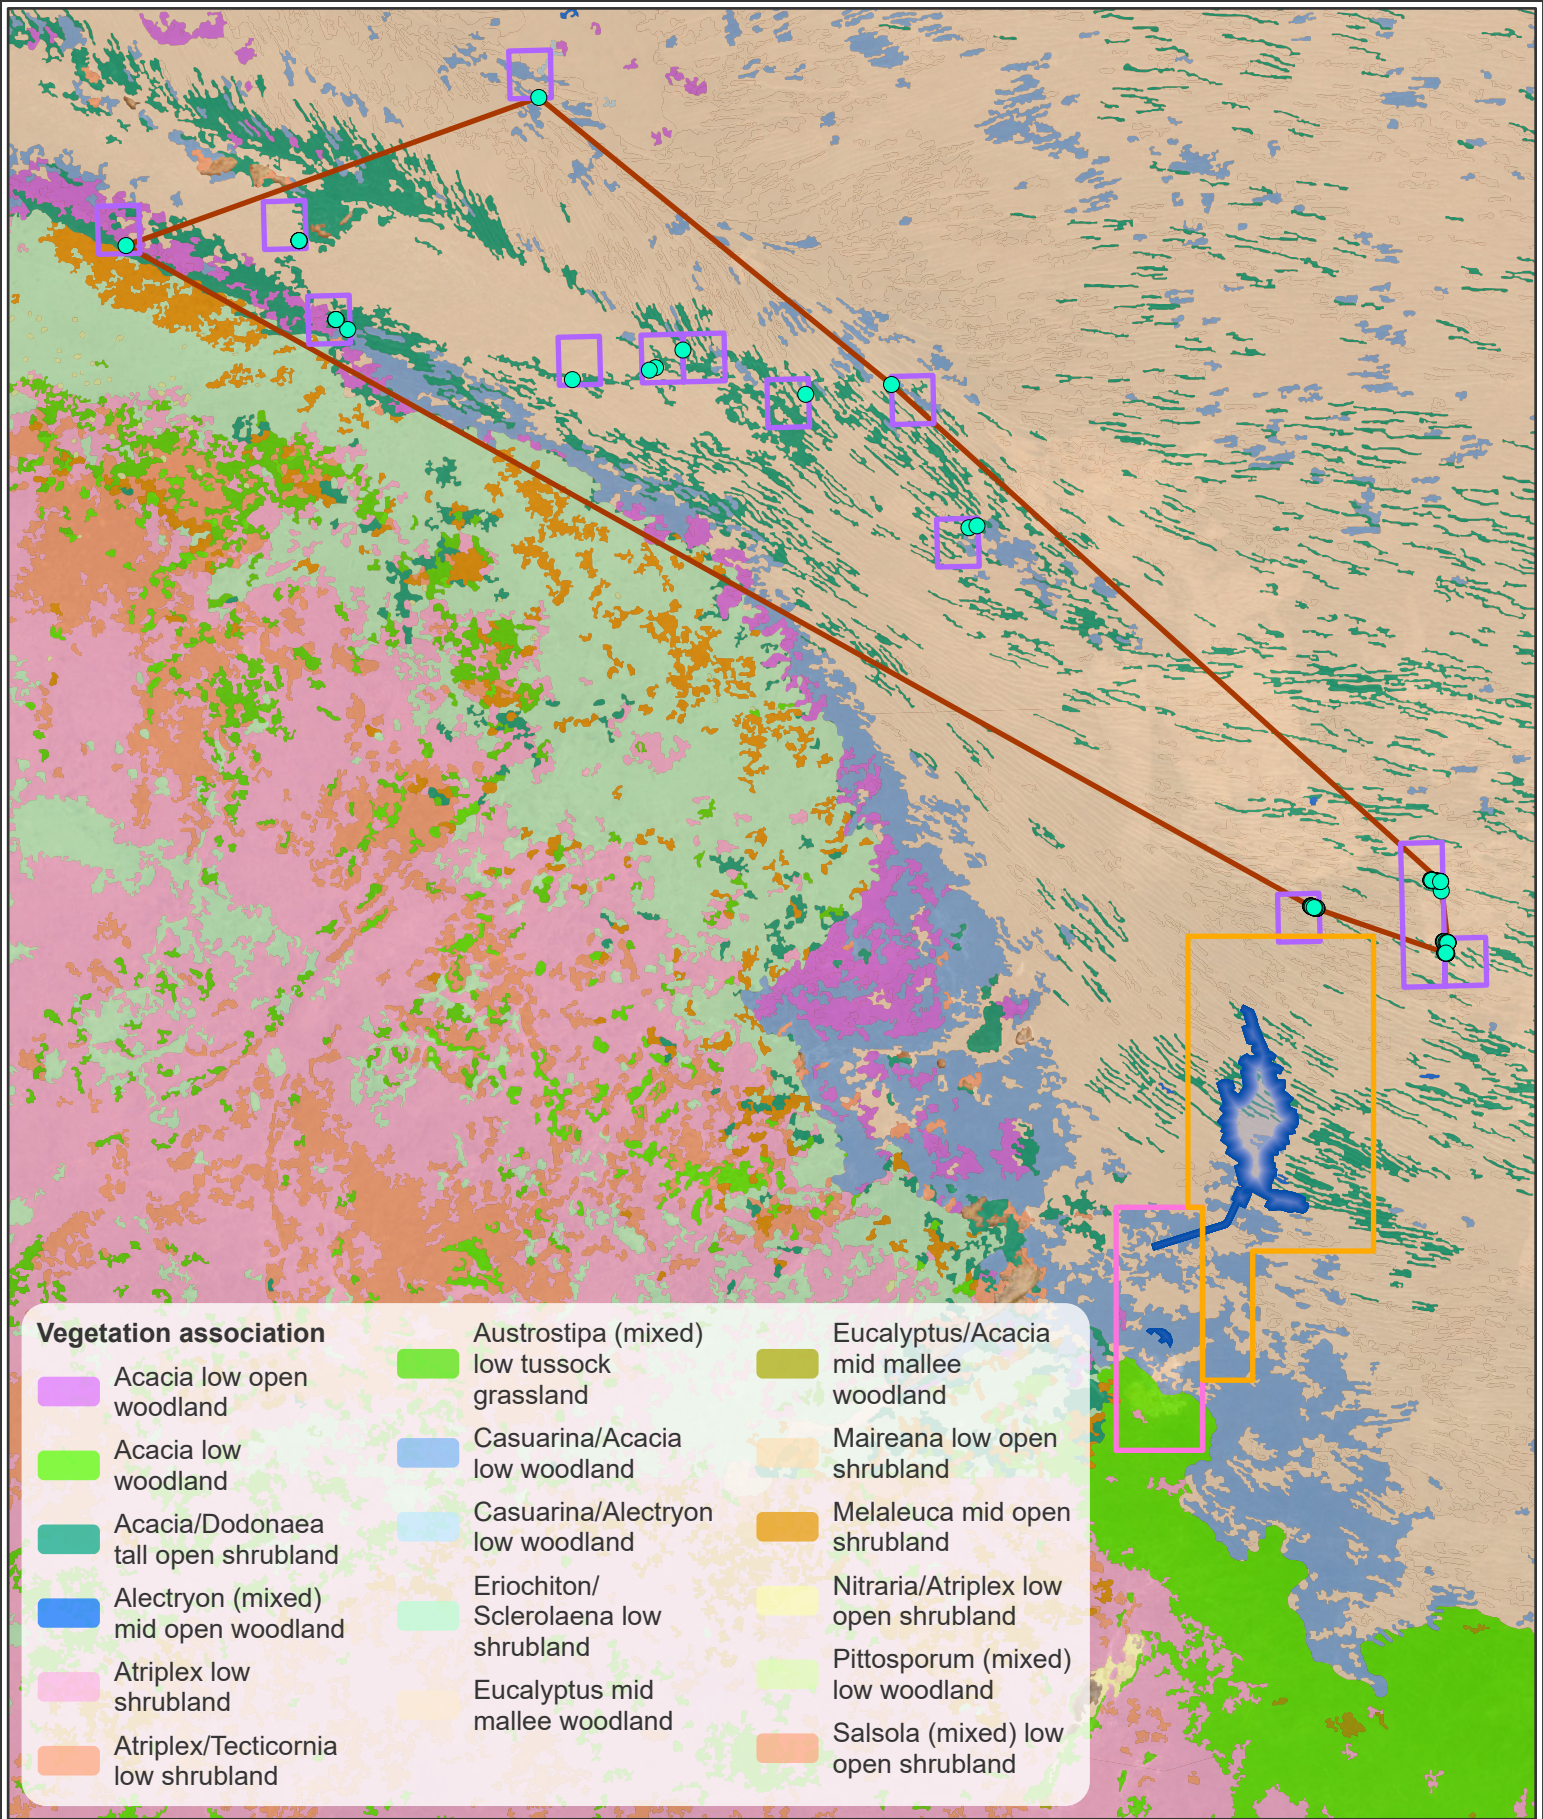 Vegetation association
Acacia low open
woodland
Acacia low
woodland
Acacia/Dodonaea
tall open shrubland
Alectryon (mixed)
mid open woodland
Atriplex low
shrubland
Atriplex/Tecticornia
low shrubland
Austrostipa (mixed)
low tussock
grassland
Casuarina/Acacia
low woodland
Casuarina/Alectryon
low woodland
Eriochiton/
Sclerolaena low
shrubland
Eucalyptus mid
mallee woodland
Eucalyptus/Acacia
mid mallee
woodland
Maireana low open
shrubland
Melaleuca mid open
shrubland
Nitraria/Atriplex low
open shrubland
Pittosporum (mixed)
low woodland
Salsola (mixed) low
open shrubland